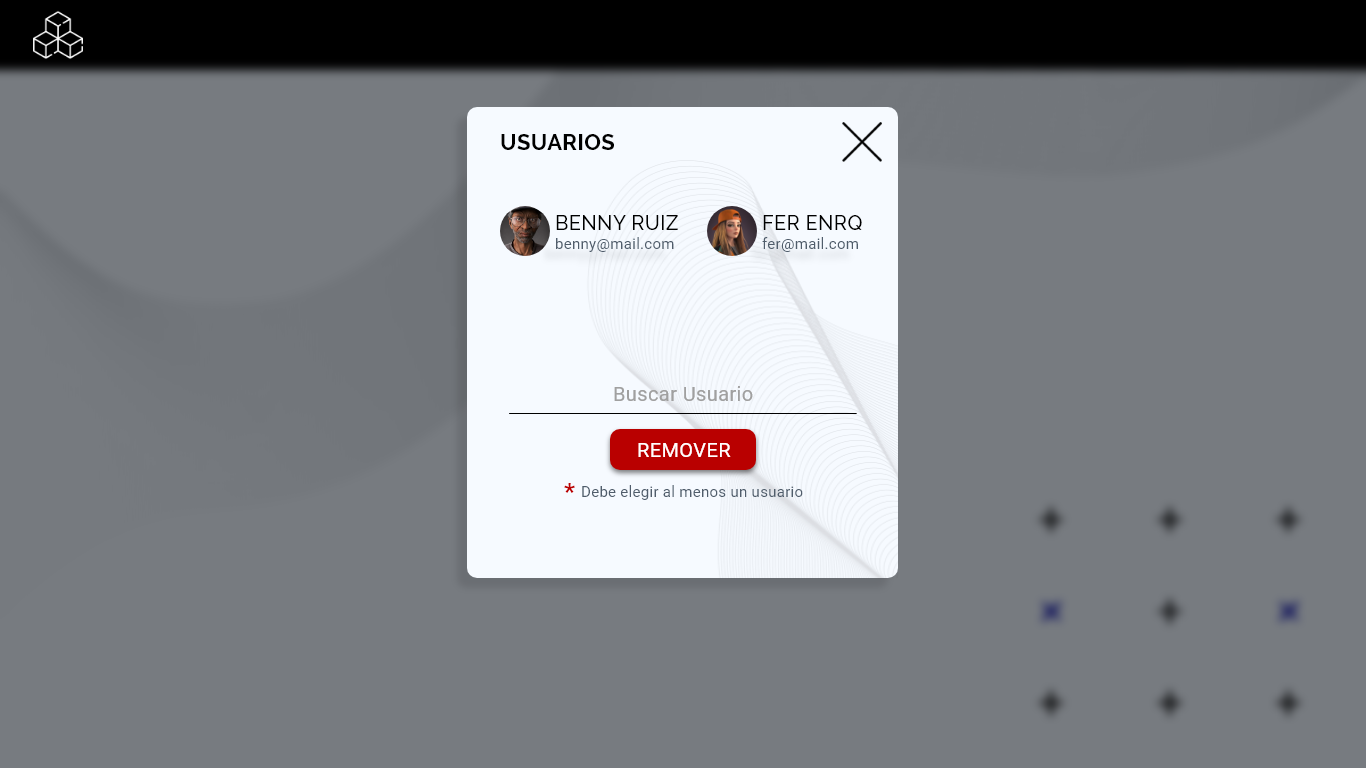 USUARIOS
BENNY RUIZ
benny@mail.com
FER ENRQ
fer@mail.com
Buscar Usuario
REMOVER
* Debe elegir al menos un usuario